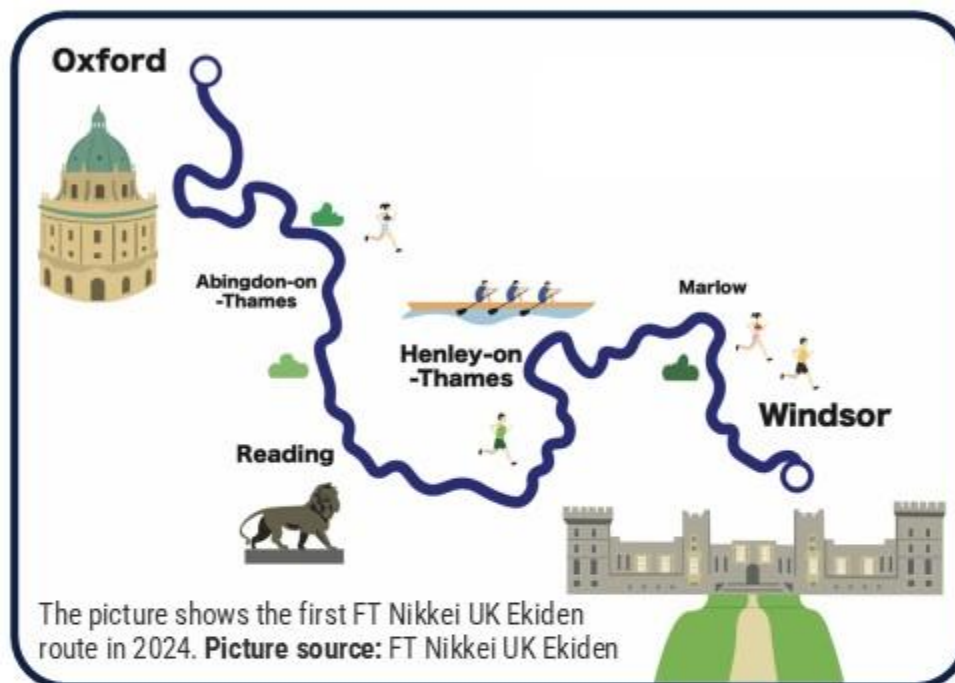 Oxford
Abingdon-on
-Thames
Marlow
Henley-on
-Thames
Windsor
Reading
The picture shows the first FT Nikkei UK Ekiden
route in 2024. Picture source: FT Nikkei UK Ekiden